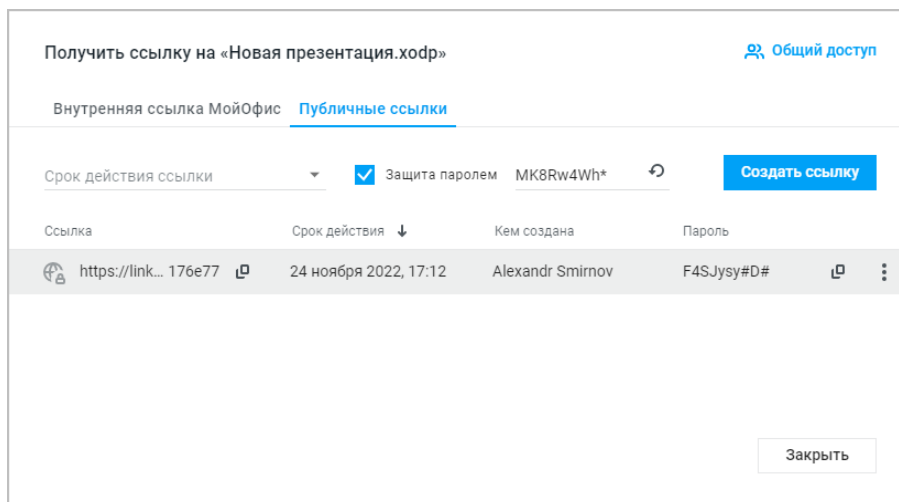 Получить ссылку на «Новая презентация.xodp» Общий доступ
Внутренняя ссылка МойОфис Публичные ссылки
Срок действия ссылки Защита паролем MK8Rw4Wh* Создать ссылку
Ссылка Срок действия Кем создана Пароль
https://link... 176e77 24 ноября 2022, 17:12 Alexandr Smirnov F4SJysy#D#
Закрыть